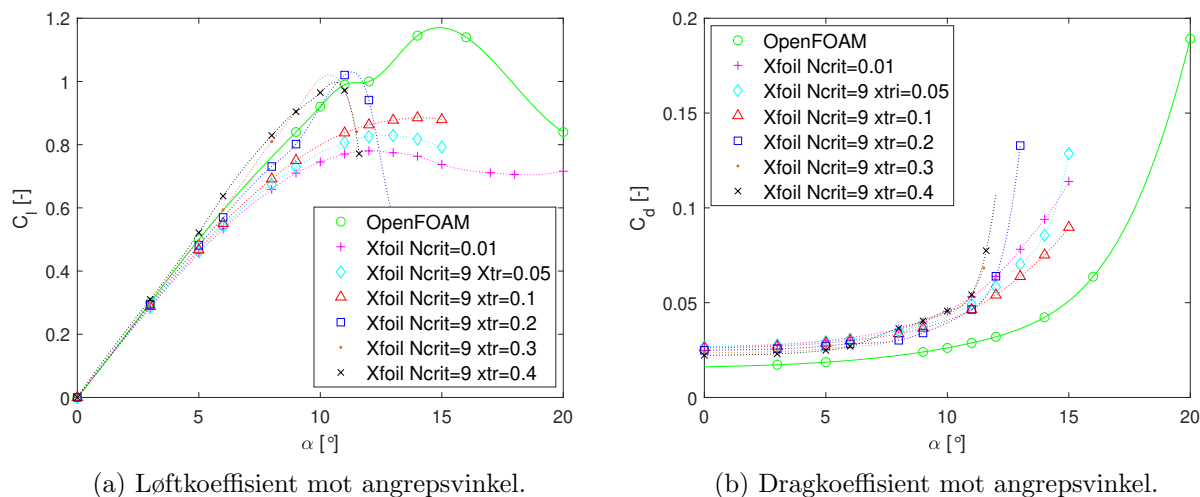 1.2
1
0.8
0.6
0.4
0.2
0
C_l [-]
0 5 10 15 20
α [°]
OpenFOAM
Xfoil Ncrit=0.01
Xfoil Ncrit=9 Xtr=0.05
Xfoil Ncrit=9 xtr=0.1
Xfoil Ncrit=9 xtr=0.2
Xfoil Ncrit=9 xtr=0.3
Xfoil Ncrit=9 xtr=0.4
(a) Løftkoeffisient mot angrepsvinkel.
0.2
0.15
0.1
0.05
0
C_d [-]
0 5 10 15 20
α [°]
OpenFOAM
Xfoil Ncrit=0.01
Xfoil Ncrit=9 xtri=0.05
Xfoil Ncrit=9 xtr=0.1
Xfoil Ncrit=9 xtr=0.2
Xfoil Ncrit=9 xtr=0.3
Xfoil Ncrit=9 xtr=0.4
(b) Dragkoeffisient mot angrepsvinkel.